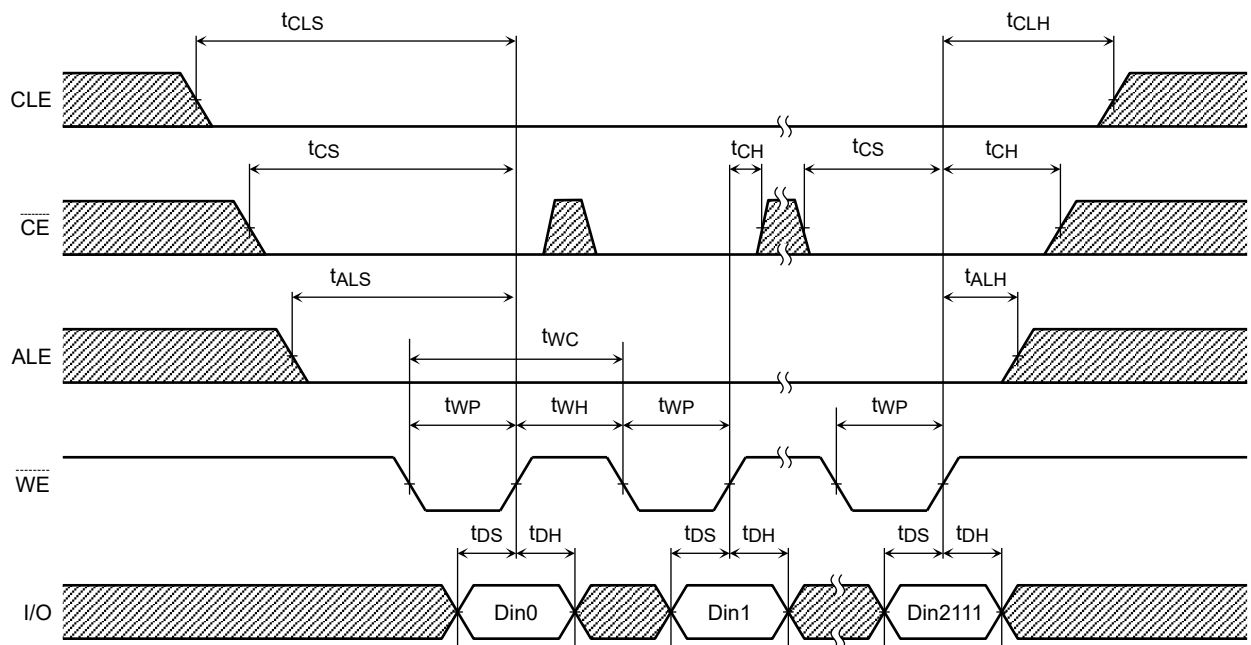 tCLS
tCLH
CLE
tCS
tCH
tCS
tCH
CE
tALS
tALH
tWC
ALE
tWP
tWH
tWP
tWP
WE
tDS
tDH
tDS
tDH
tDS
tDH
I/O
Din0
Din1
Din2111